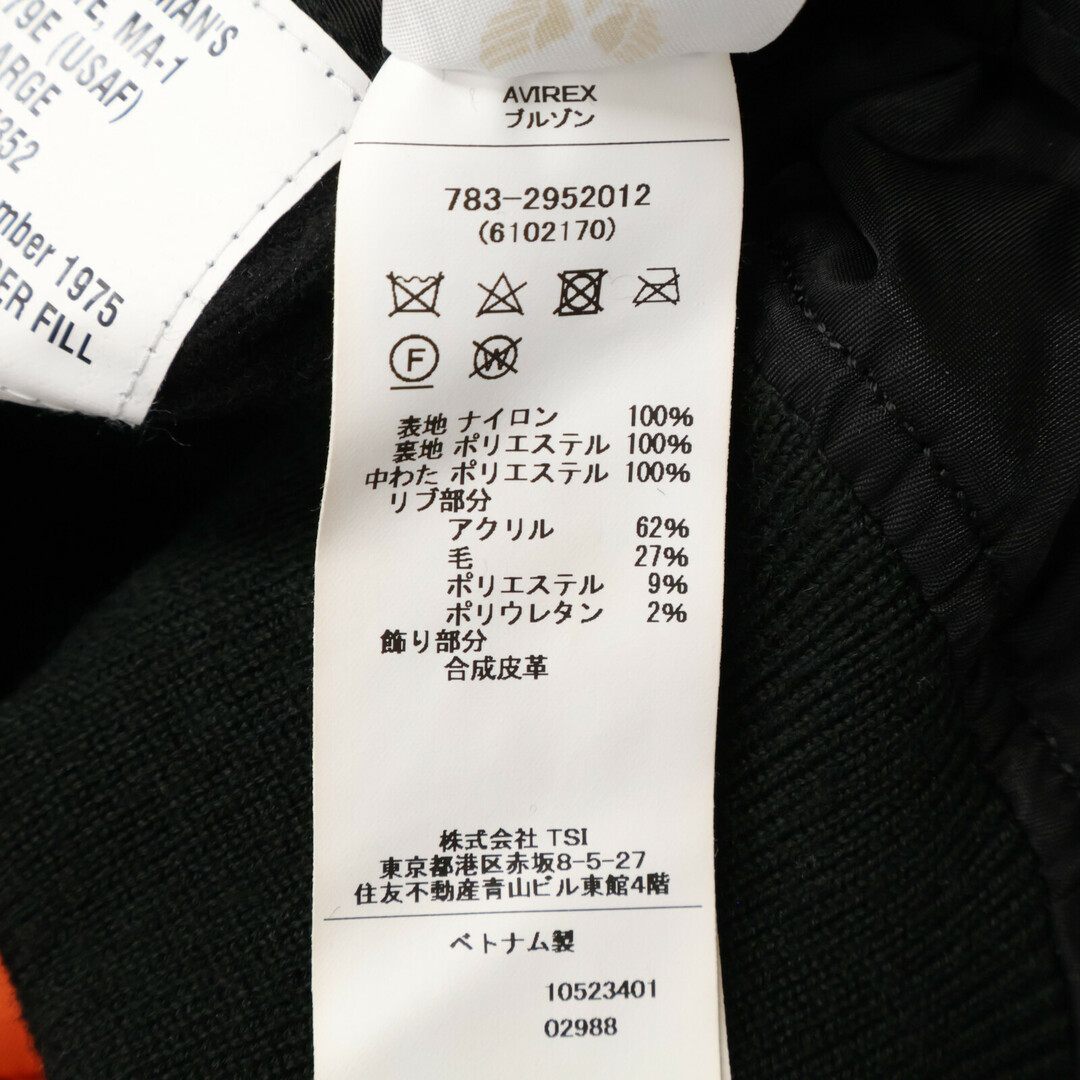 MAN'S
MA-1
79E (USAF)
ARGE
352
mber 1975
ER FILL
AVIREX
ブルゾン
783-2952012
(6102170)
F
W
表地 ナイロン 100%
裏地 ポリエステル 100%
中わた ポリエステル 100%
リブ部分
アクリル 62%
毛 27%
ポリエステル 9%
ポリウレタン 2%
飾り部分
合成皮革
株式会社 TSI
東京都港区赤坂8-5-27
住友不動産青山ビル東館4階
ベトナム製
10523401
02988